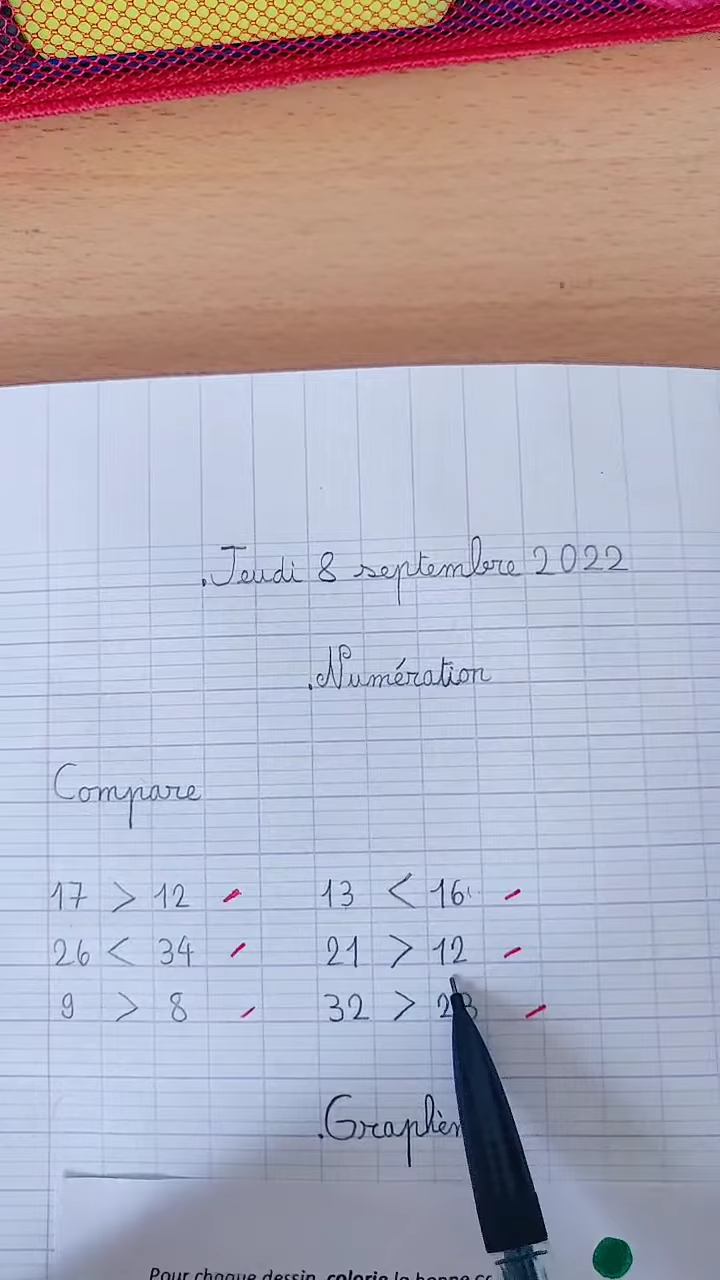 Jeudi 8 septembre 2022
Numération
Compare
17 > 12 13 < 16
26 < 34 21 > 12
9 > 8 32 > 23
Pour chaque dessin, colorie la bonne